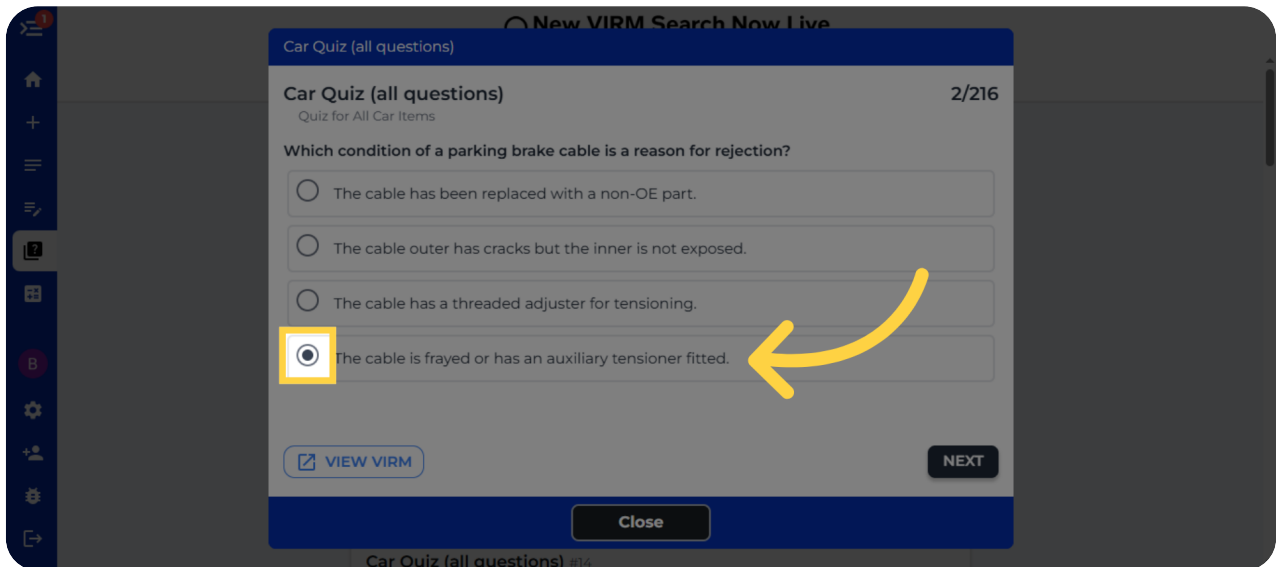 1
New VIRM Search Now Live
Car Quiz (all questions)
Car Quiz (all questions)
2/216
Quiz for All Car Items
Which condition of a parking brake cable is a reason for rejection?
The cable has been replaced with a non-OE part.
The cable outer has cracks but the inner is not exposed.
The cable has a threaded adjuster for tensioning.
The cable is frayed or has an auxiliary tensioner fitted.
B
VIEW VIRM
NEXT
Close
Car Quiz (all questions) #14